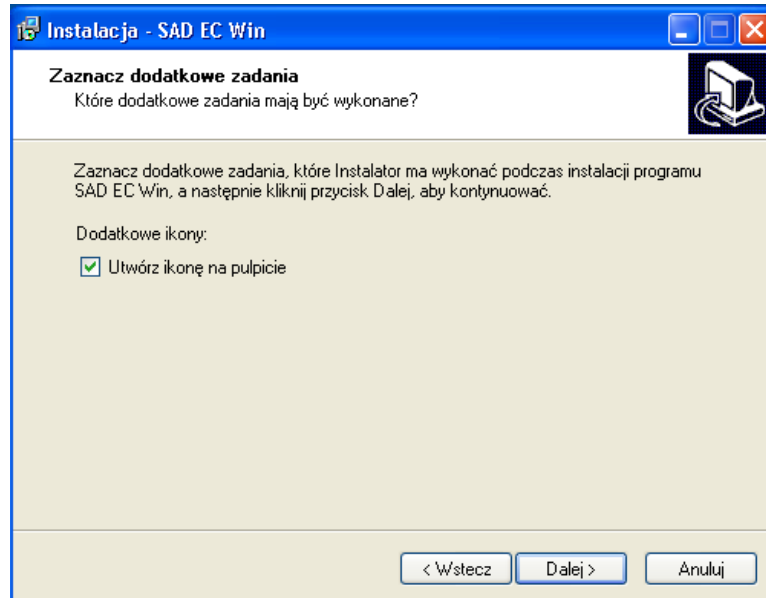 Instalacja - SAD EC Win
Zaznacz dodatkowe zadania
Które dodatkowe zadania mają być wykonane?
Zaznacz dodatkowe zadania, które Instalator ma wykonać podczas instalacji programu
SAD EC Win, a następnie kliknij przycisk Dalej, aby kontynuować.
Dodatkowe ikony:
Utwórz ikonę na pulpicie
< Wstecz
Dalej >
Anuluj